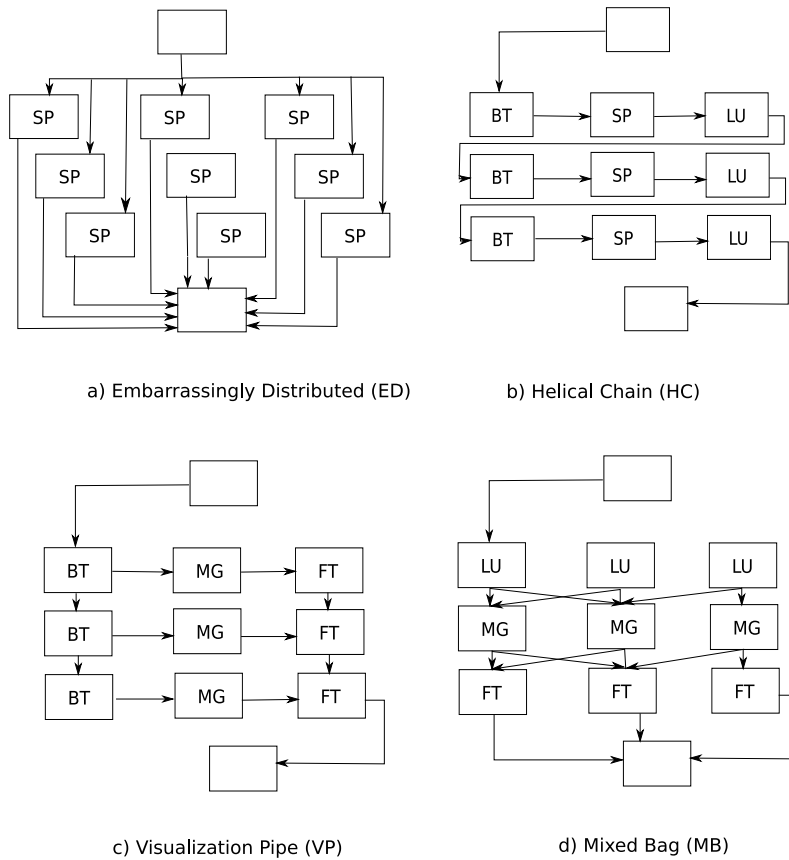 SP SP SP
SP SP SP
SP SP SP
a) Embarrassingly Distributed (ED)
BT SP LU
BT SP LU
BT SP LU
b) Helical Chain (HC)
BT MG FT
BT MG FT
BT MG FT
c) Visualization Pipe (VP)
LU LU LU
MG MG MG
FT FT FT
d) Mixed Bag (MB)